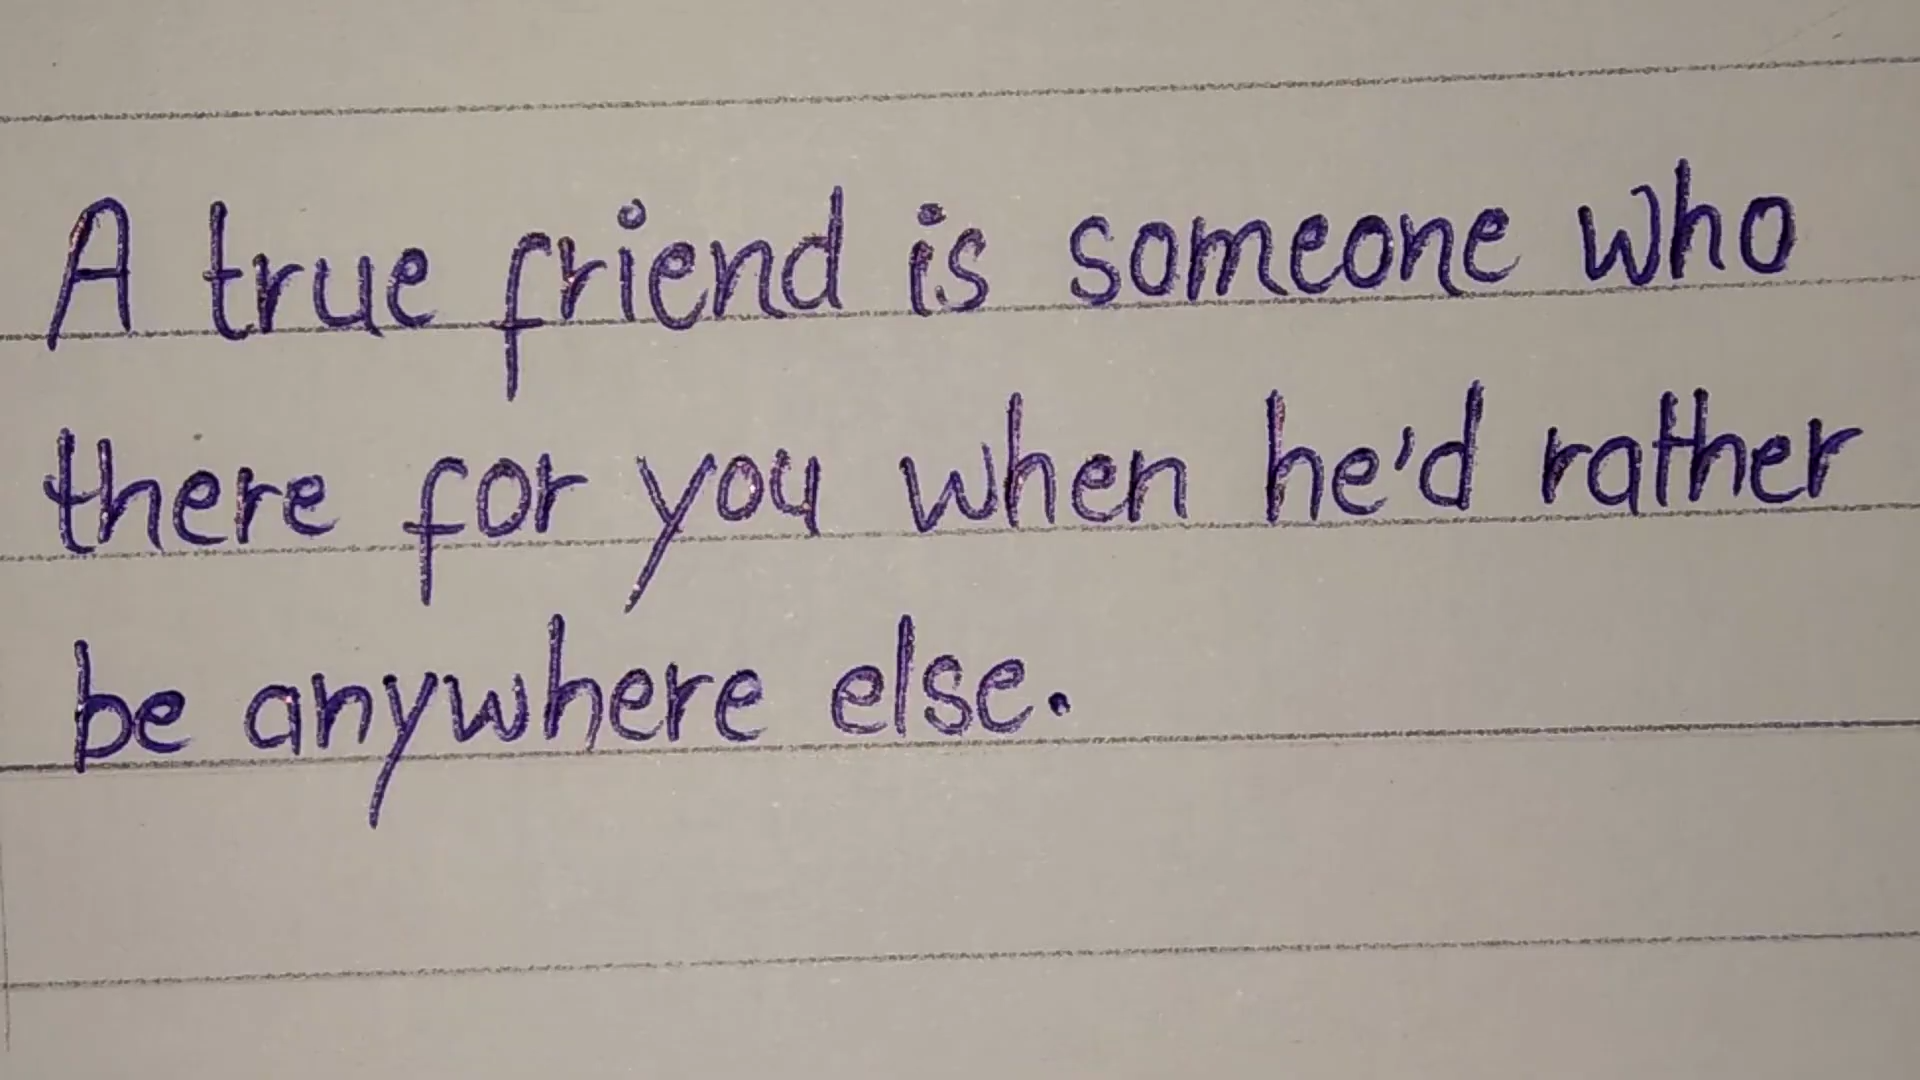 A true friend is someone who
there for you when he'd rather
be anywhere else.